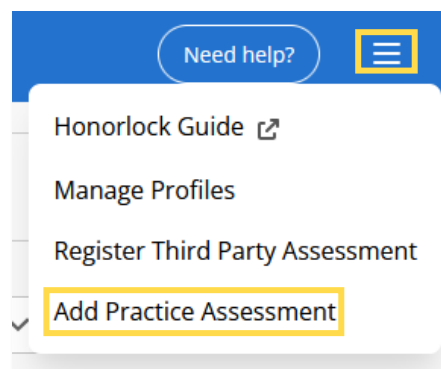 Need help?
Honorlock Guide
Manage Profiles
Register Third Party Assessment
Add Practice Assessment